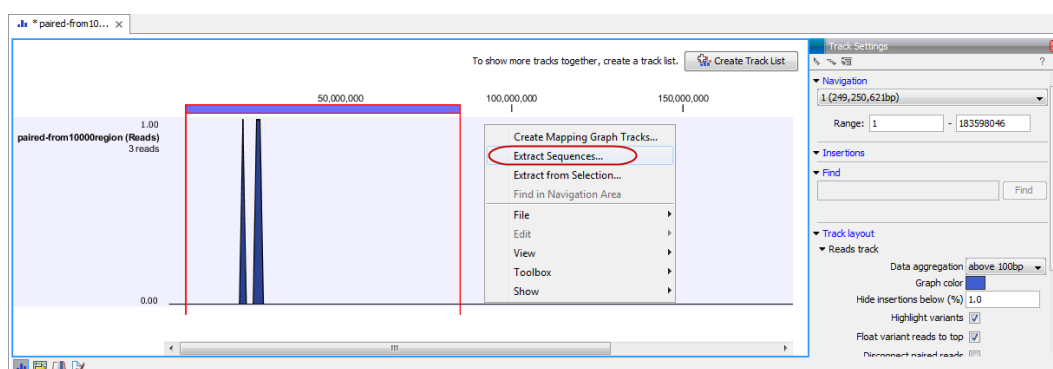 * paired-from10...
To show more tracks together, create a track list.
Create Track List
50,000,000
100,000,000
150,000,000
1.00
paired-from10000region (Reads)
3 reads
0.00
Create Mapping Graph Tracks...
Extract Sequences...
Extract from Selection...
Find in Navigation Area
File
Edit
View
Toolbox
Show
Track Settings
?
Navigation
1 (249,250,621bp)
Range: 1 - 183598046
Insertions
Find
Find
Track layout
Reads track
Data aggregation above 100bp
Graph color
Hide insertions below (%) 1.0
Highlight variants
Float variant reads to top
Disconnect paired reads